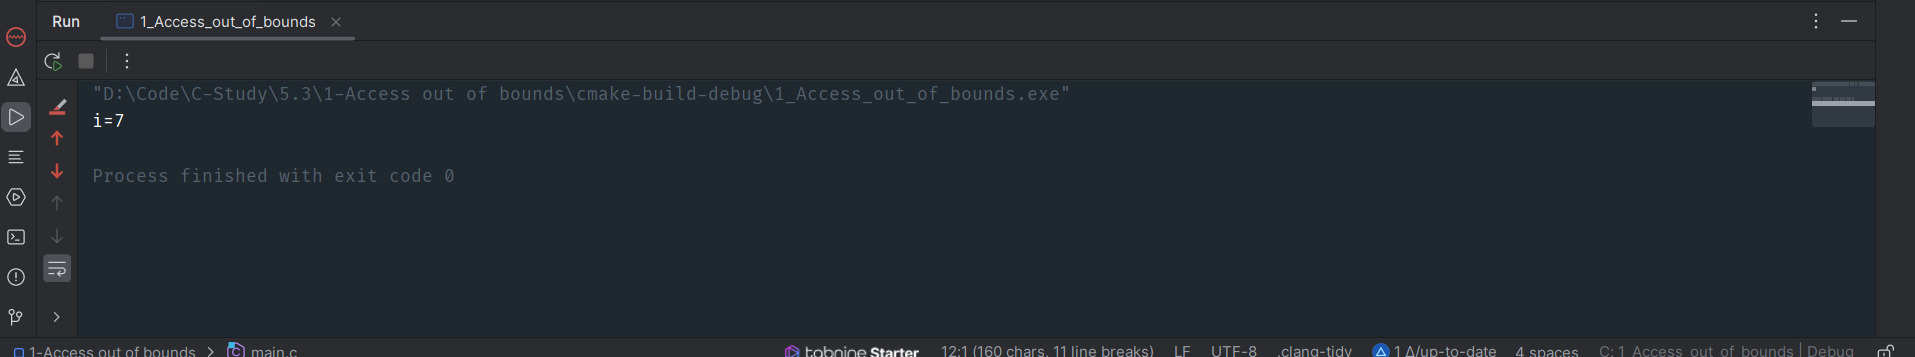 Run
1_Access_out_of_bounds
"D:\Code\C-Study\5.3\1-Access out of bounds\cmake-build-debug\1_Access_out_of_bounds.exe"
i=7
Process finished with exit code 0
1-Access out of bounds > main.c tabnine Starter 12:1 (160 chars, 11 line breaks) LF UTF-8 .clang-tidy 1 Δ/up-to-date 4 spaces C: 1_Access_out_of_bounds | Debug